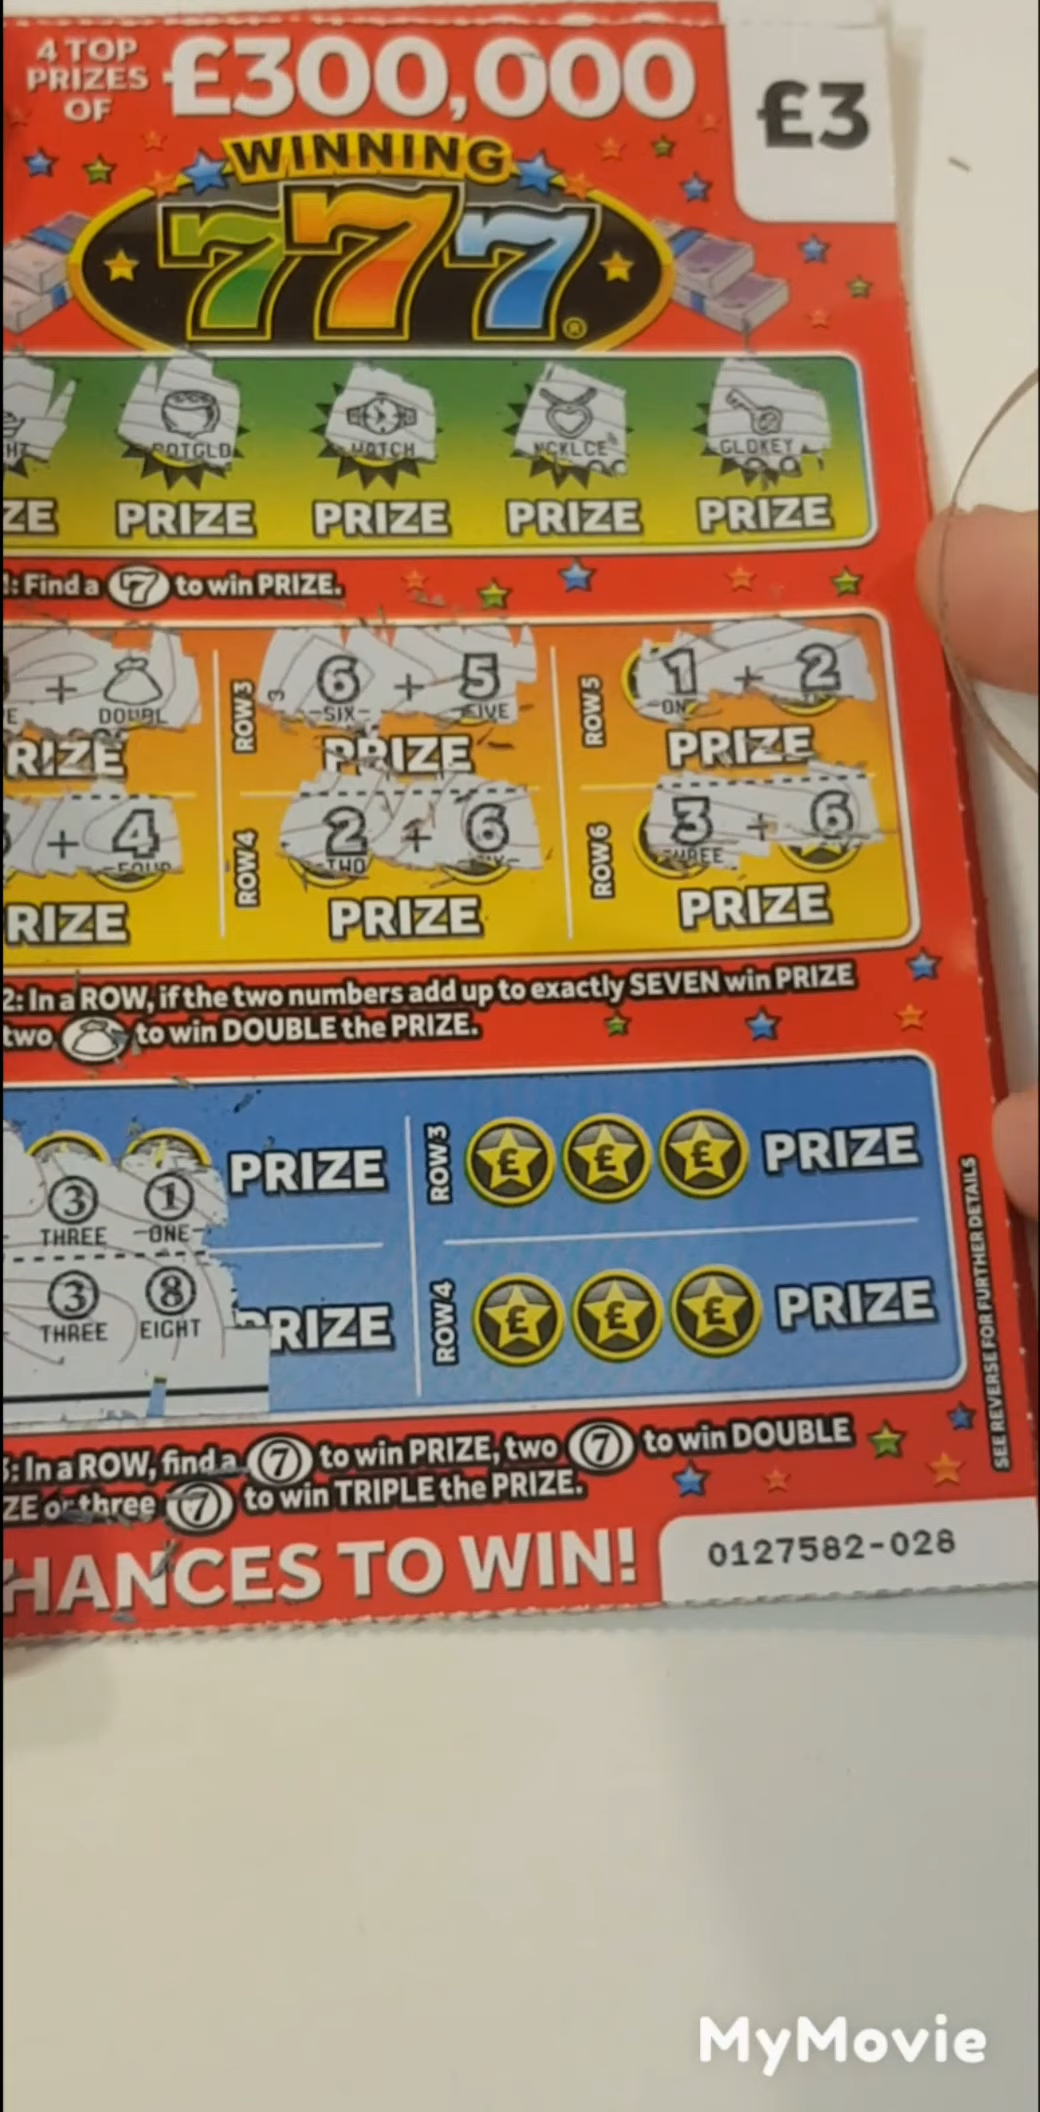 4 TOP
PRIZES
OF
£300,000
£3
WINNING
777®
HT POTGLD WATCH NCKLCE GLDKEY
ZE PRIZE PRIZE PRIZE PRIZE
: Find a 7 to win PRIZE.
+
DOUBL
RIZE
ROW 3
6 + 5
SIX FIVE
PRIZE
ROW 5
1 + 2
ONE
PRIZE
+ 4
FOUR
RIZE
ROW 4
2 + 6
TWO
PRIZE
ROW 6
3 + 6
THREE
PRIZE
2: In a ROW, if the two numbers add up to exactly SEVEN win PRIZE
two to win DOUBLE the PRIZE.
3 1 PRIZE
THREE ONE
3 8 PRIZE
THREE EIGHT
ROW 3 £ £ £ PRIZE
ROW 4 £ £ £ PRIZE
SEE REVERSE FOR FURTHER DETAILS
: In a ROW, find a 7 to win PRIZE, two 7 to win DOUBLE
ZE or three 7 to win TRIPLE the PRIZE.
HANCES TO WIN!
0127582-028
MyMovie